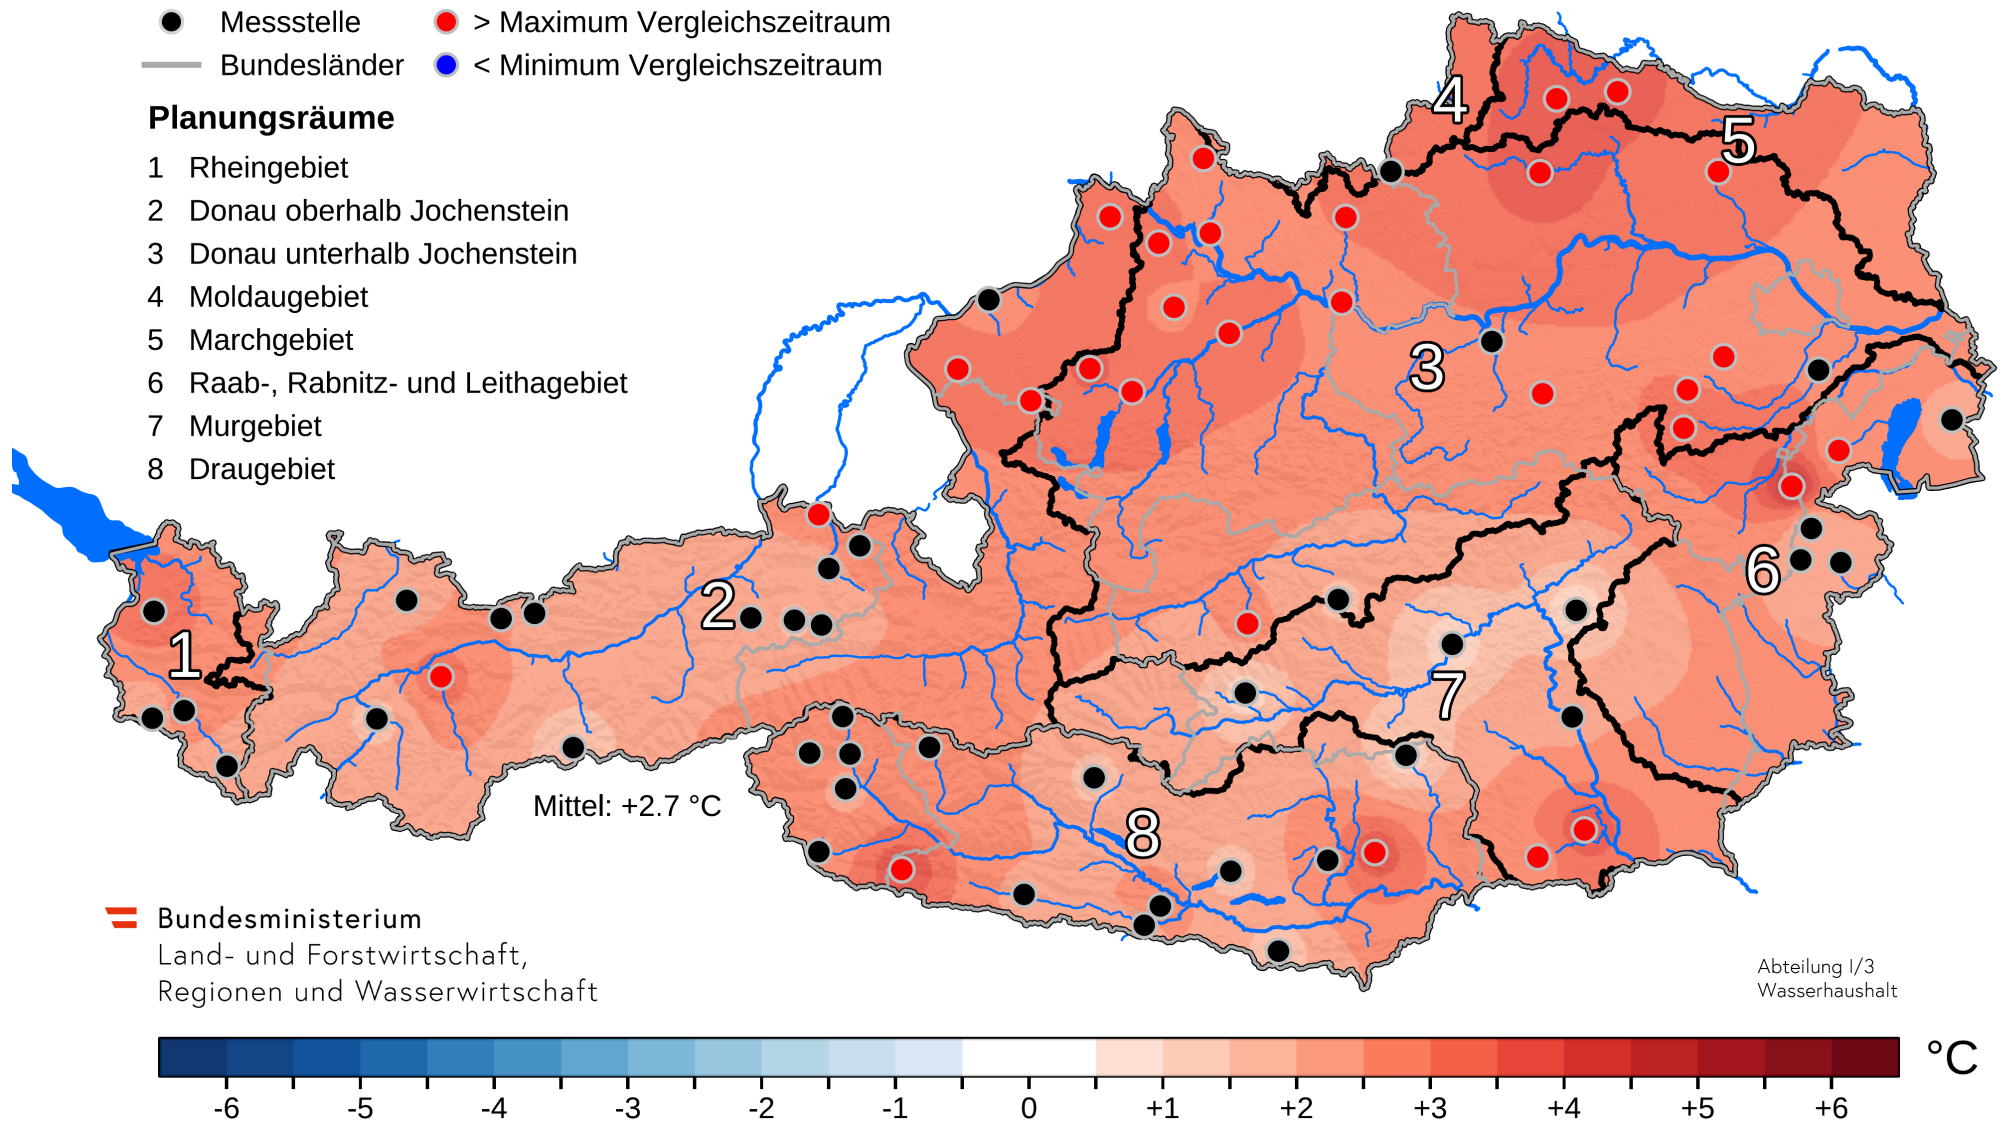 Messstelle
> Maximum Vergleichszeitraum
Bundesländer
< Minimum Vergleichszeitraum
Planungsräume
1 Rheingebiet
2 Donau oberhalb Jochenstein
3 Donau unterhalb Jochenstein
4 Moldaugebiet
5 Marchgebiet
6 Raab-, Rabnitz- und Leithagebiet
7 Murgebiet
8 Draugebiet
4
5
3
6
2
1
7
8
Mittel: +2.7 °C
Bundesministerium
Land- und Forstwirtschaft,
Regionen und Wasserwirtschaft
Abteilung I/3
Wasserhaushalt
°C
-6 -5 -4 -3 -2 -1 0 +1 +2 +3 +4 +5 +6